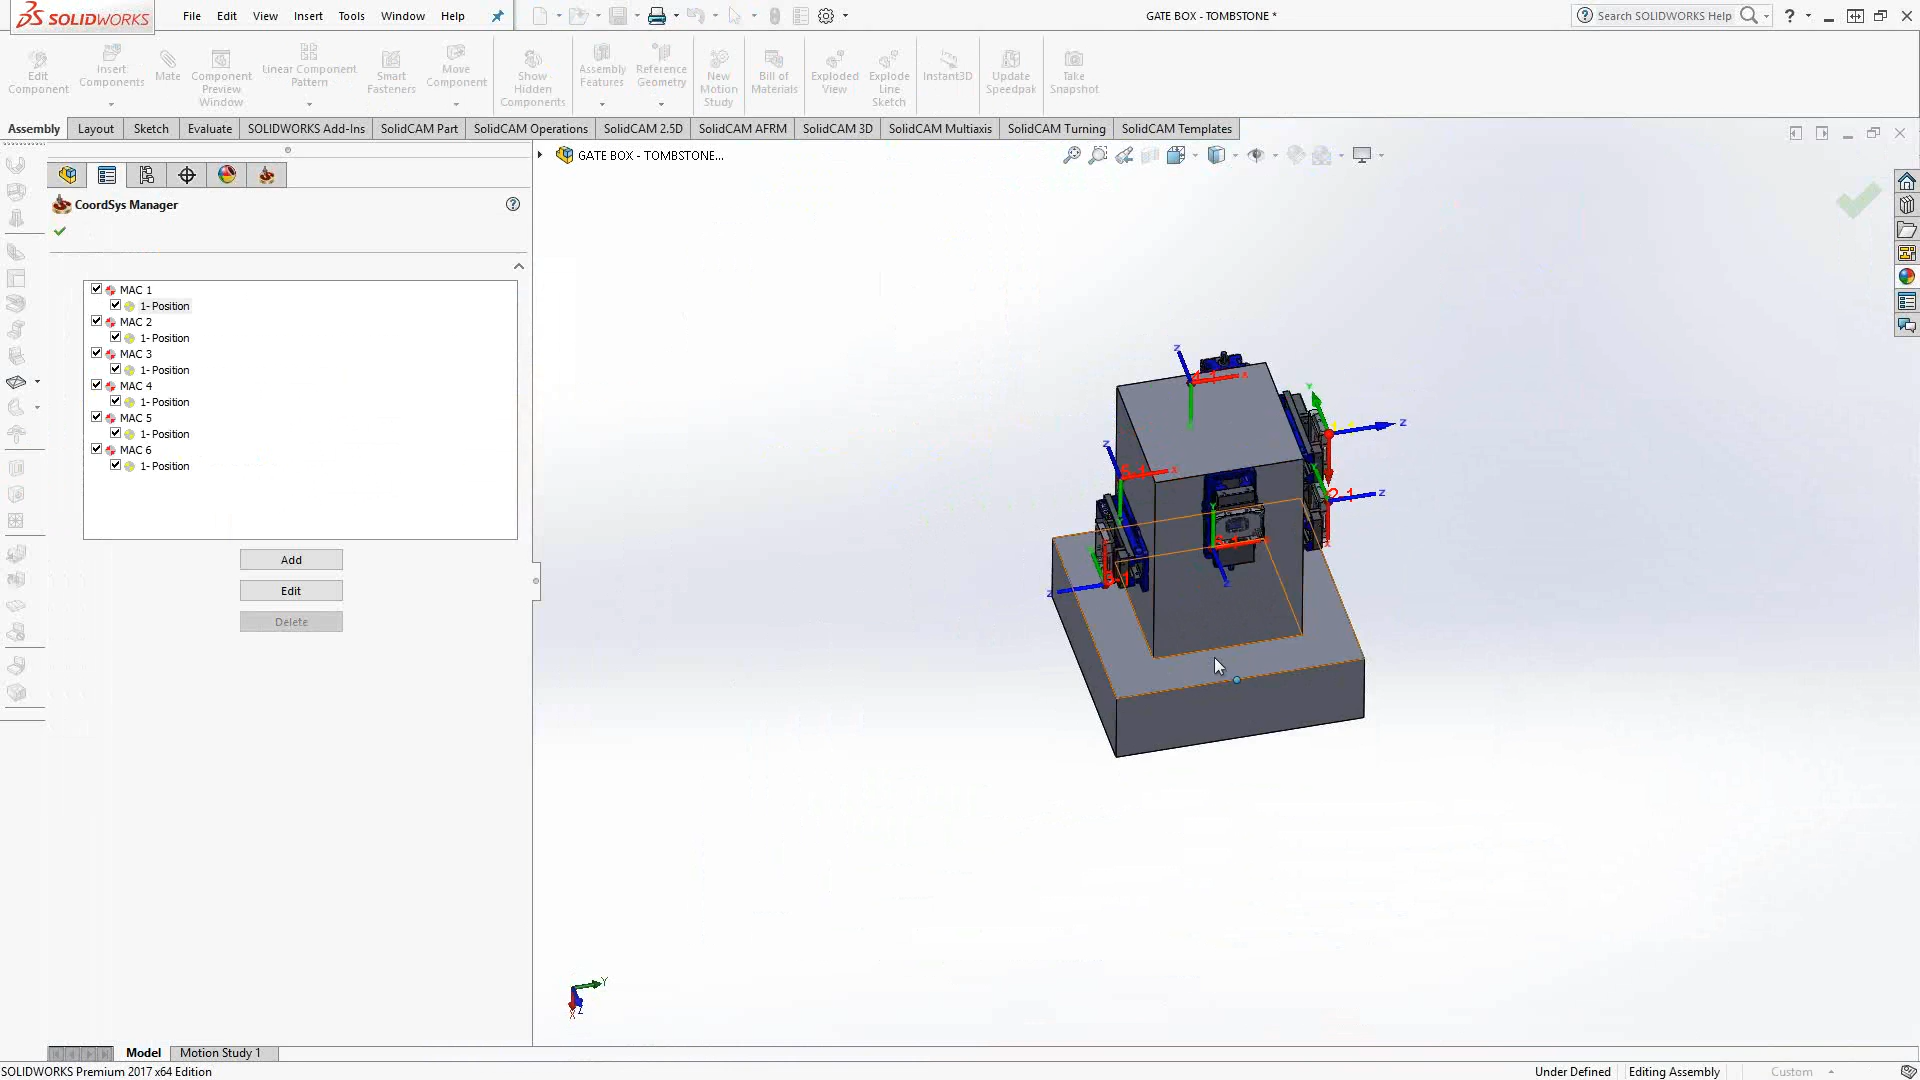 SOLIDWORKS
File Edit View Insert Tools Window Help
GATE BOX - TOMBSTONE *
Search SOLIDWORKS Help
Edit Component
Insert Components
Mate
Component Preview Window
Linear Component Pattern
Smart Fasteners
Move Component
Show Hidden Components
Assembly Features
Reference Geometry
New Motion Study
Bill of Materials
Exploded View
Explode Line Sketch
Instant3D
Update Speedpak
Take Snapshot
Assembly Layout Sketch Evaluate SOLIDWORKS Add-Ins SolidCAM Part SolidCAM Operations SolidCAM 2.5D SolidCAM AFRM SolidCAM 3D SolidCAM Multiaxis SolidCAM Turning SolidCAM Templates
GATE BOX - TOMBSTONE...
CoordSys Manager
MAC 1
1- Position
MAC 2
1- Position
MAC 3
1- Position
MAC 4
1- Position
MAC 5
1- Position
MAC 6
1- Position
Add
Edit
Delete
Z
4.1 X
Y
Z
Z
5.1 X
2.1 Z
Z
Z
Y
X
Z
Model Motion Study 1
SOLIDWORKS Premium 2017 x64 Edition
Under Defined Editing Assembly Custom